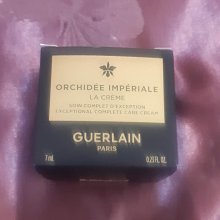 ORCHIDÉE IMPÉRIALE
LA CRÈME
SOIN COMPLET D'EXCEPTION
EXCEPTIONAL COMPLETE CARE CREAM
GUERLAIN
PARIS
7ml 0.23 fl. oz